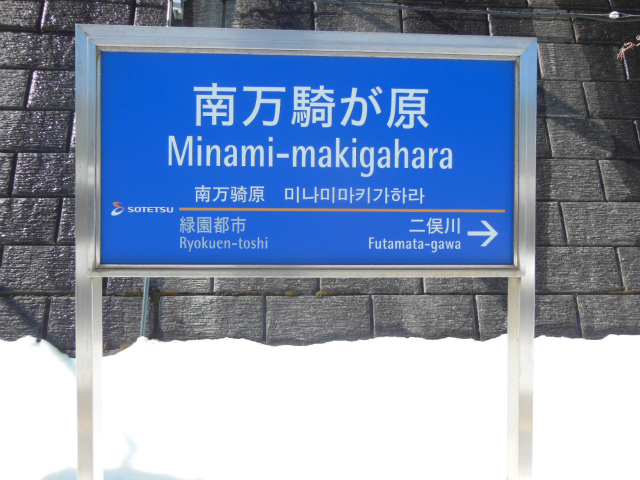 南万騎が原
Minami-makigahara
南万骑原 미나미마키가하라
SOTETSU
緑園都市 二俣川
Ryokuen-toshi Futamata-gawa